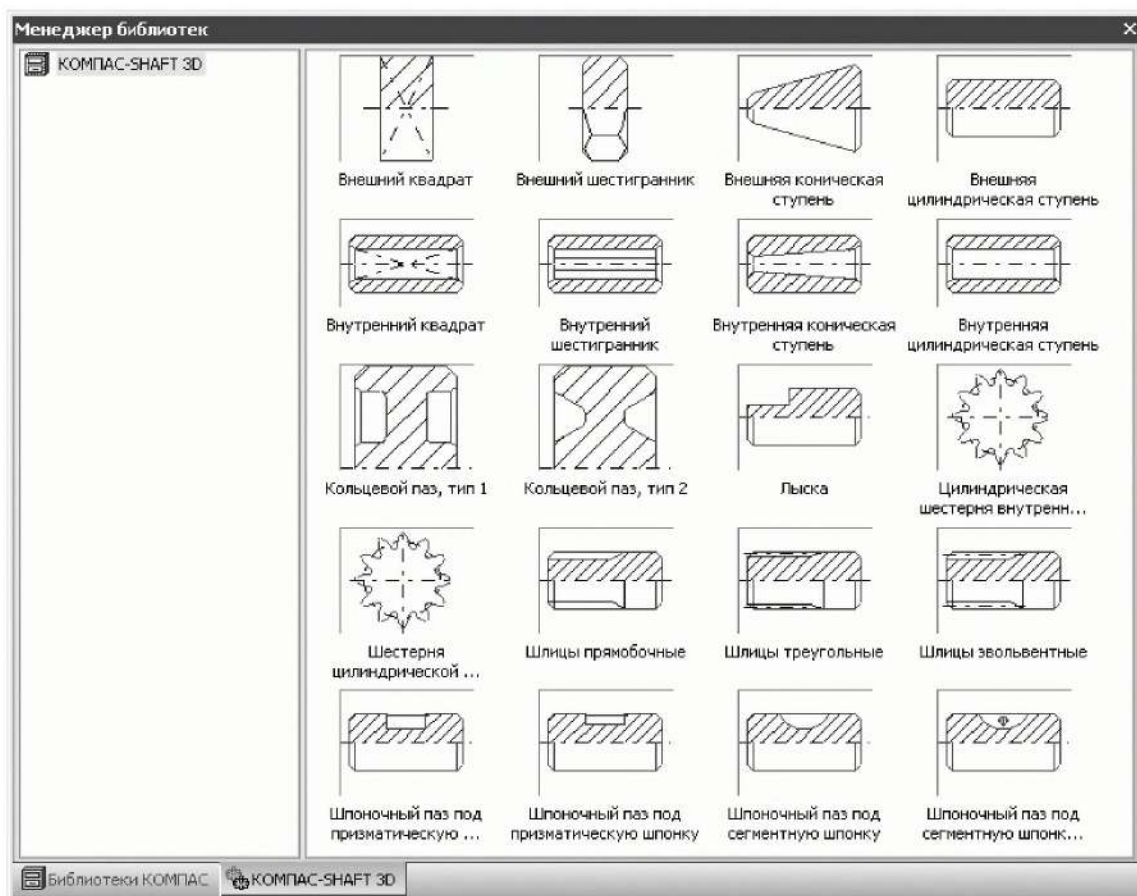 Менеджер библиотек
КОМПАС-SHAFT 3D
Внешний квадрат
Внешний шестигранник
Внешняя коническая
ступень
Внешняя
цилиндрическая ступень
Внутренний квадрат
Внутренний
шестигранник
Внутренняя коническая
ступень
Внутренняя
цилиндрическая ступень
Кольцевой паз, тип 1
Кольцевой паз, тип 2
Лыска
Цилиндрическая
шестерня внутренн...
Шестерня
цилиндрической ...
Шлицы прямобочные
Шлицы треугольные
Шлицы эвольвентные
Шпоночный паз под
призматическую ...
Шпоночный паз под
призматическую шпонку
Шпоночный паз под
сегментную шпонку
Шпоночный паз под
сегментную шпонк...
Библиотеки КОМПАС
КОМПАС-SHAFT 3D